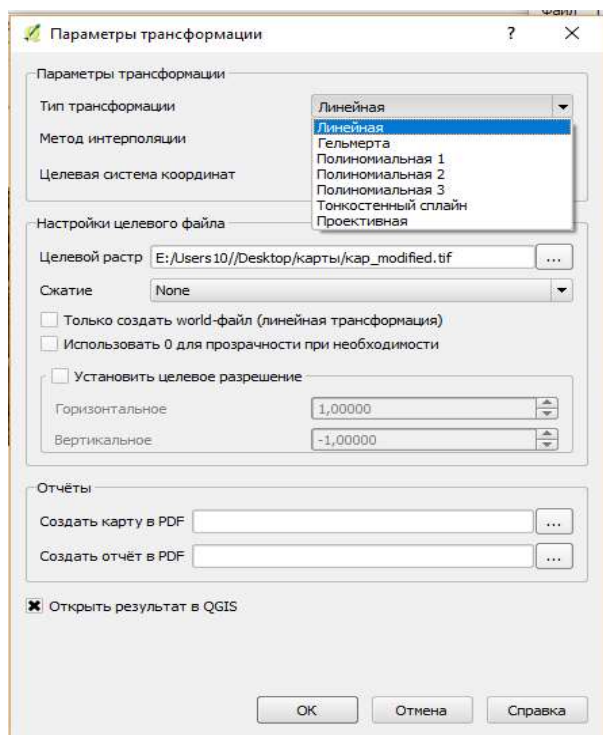 Файл
Параметры трансформации
?
Параметры трансформации
Тип трансформации
Линейная
Линейная
Гельмерта
Полиномиальная 1
Полиномиальная 2
Полиномиальная 3
Тонкостенный сплайн
Проективная
Метод интерполяции
Целевая система координат
Настройки целевого файла
Целевой растр E:/Users10//Desktop/карты/кар_modified.tif ...
Сжатие None
Только создать world-файл (линейная трансформация)
Использовать 0 для прозрачности при необходимости
Установить целевое разрешение
Горизонтальное 1,00000
Вертикальное -1,00000
Отчёты
Создать карту в PDF ...
Создать отчёт в PDF ...
Открыть результат в QGIS
OK Отмена Справка